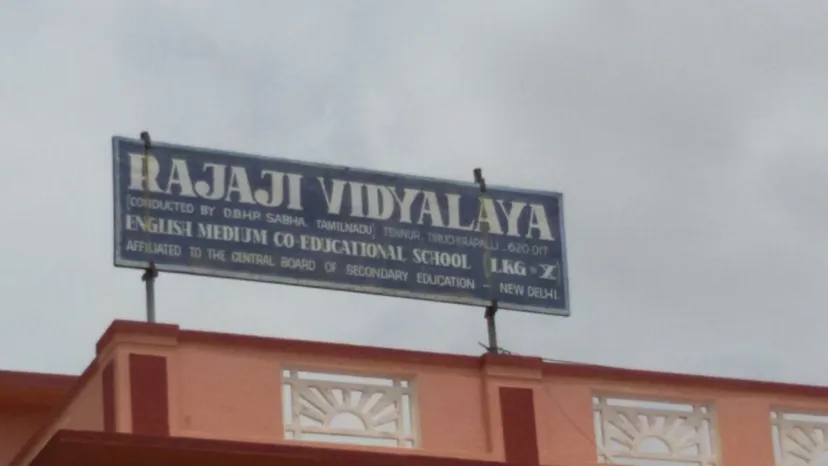 RAJAJI VIDYALAYA
[CONDUCTED BY D.B.H.P. SABHA, TAMILNADU] TENNUR, TIRUCHIRAPALLI - 620 017
ENGLISH MEDIUM CO-EDUCATIONAL SCHOOL (LKG - X
AFFILIATED TO THE CENTRAL BOARD OF SECONDARY EDUCATION - NEW DELHI.